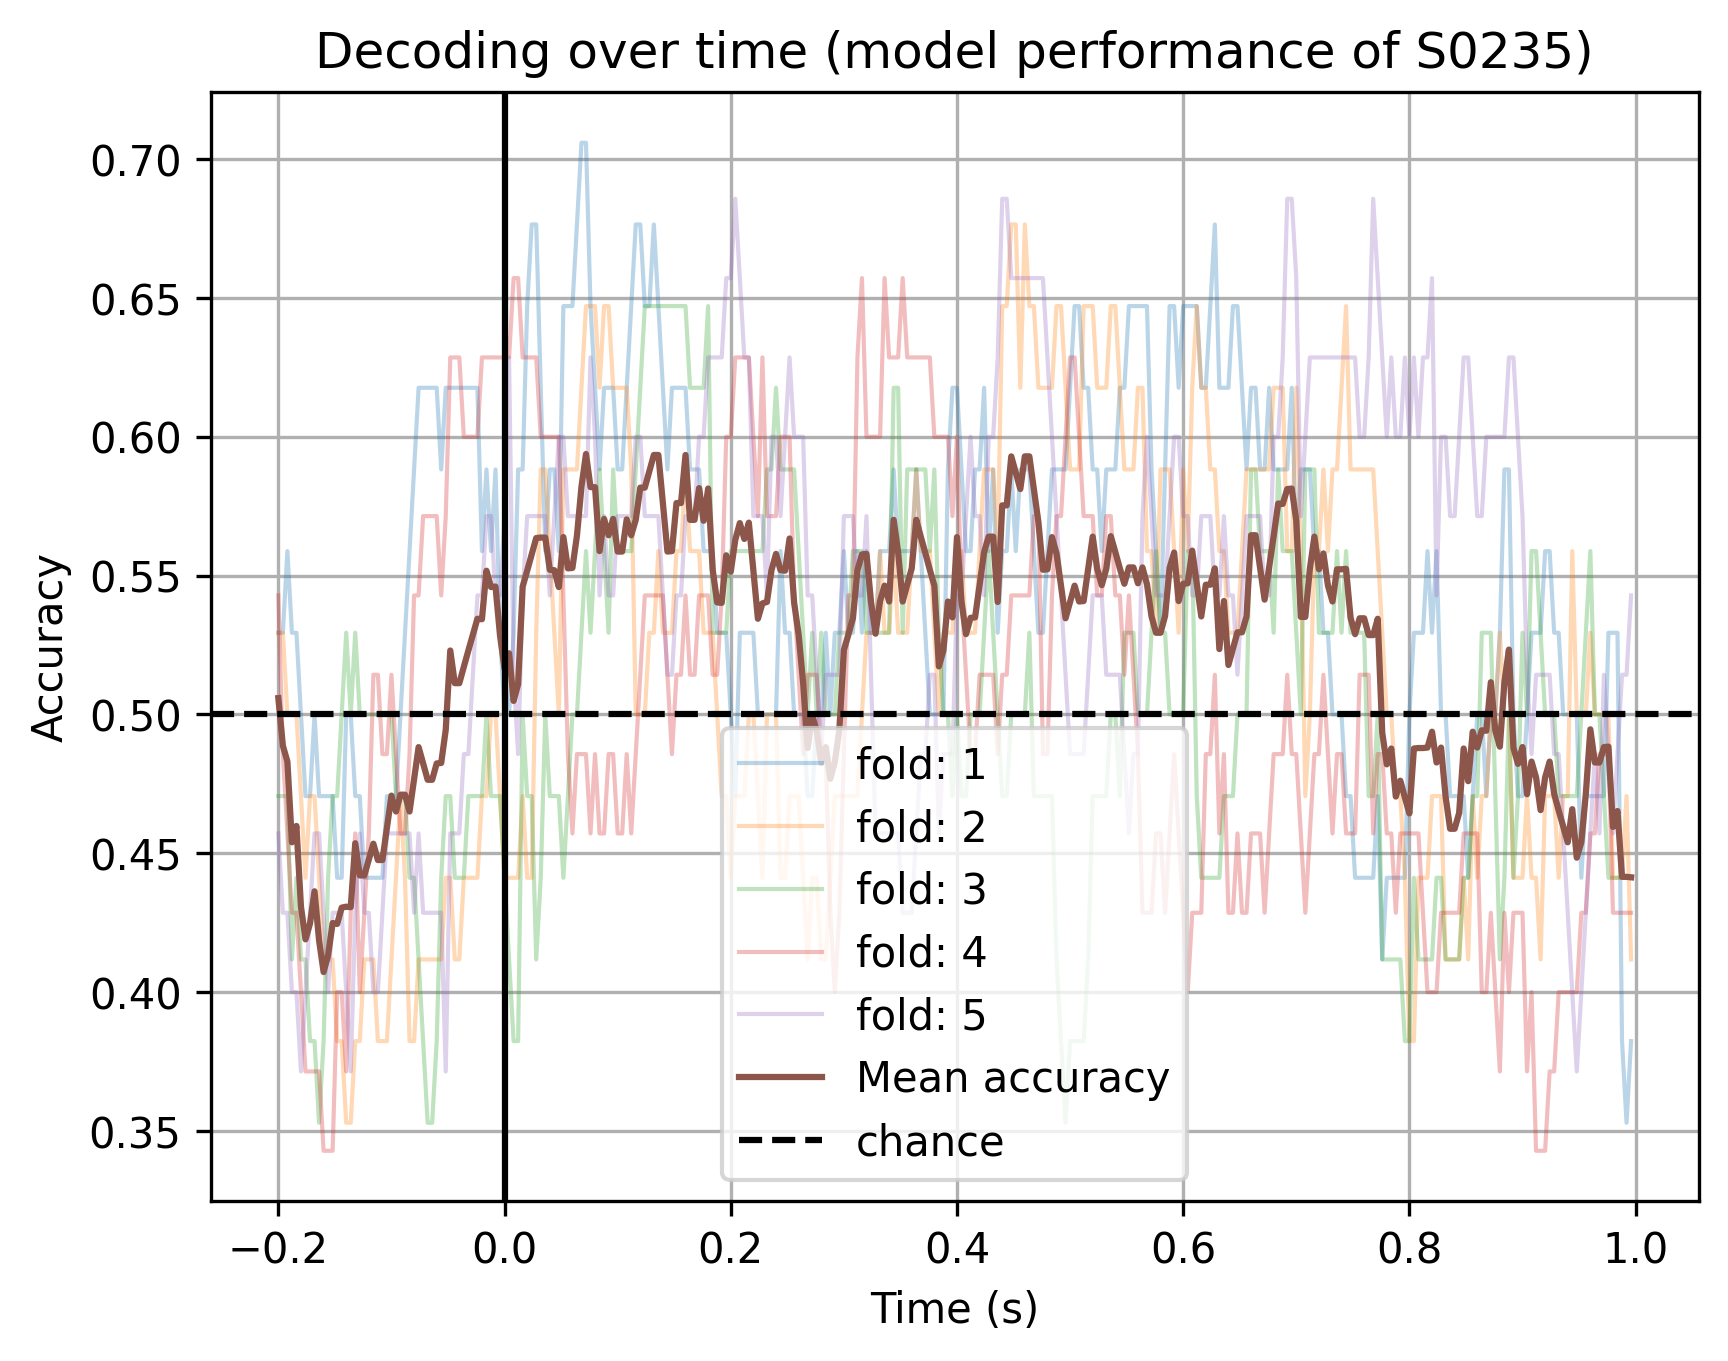 Decoding over time (model performance of S0235)
Accuracy
0.70
0.65
0.60
0.55
0.50
0.45
0.40
0.35
fold: 1
fold: 2
fold: 3
fold: 4
fold: 5
Mean accuracy
chance
−0.2 0.0 0.2 0.4 0.6 0.8 1.0
Time (s)